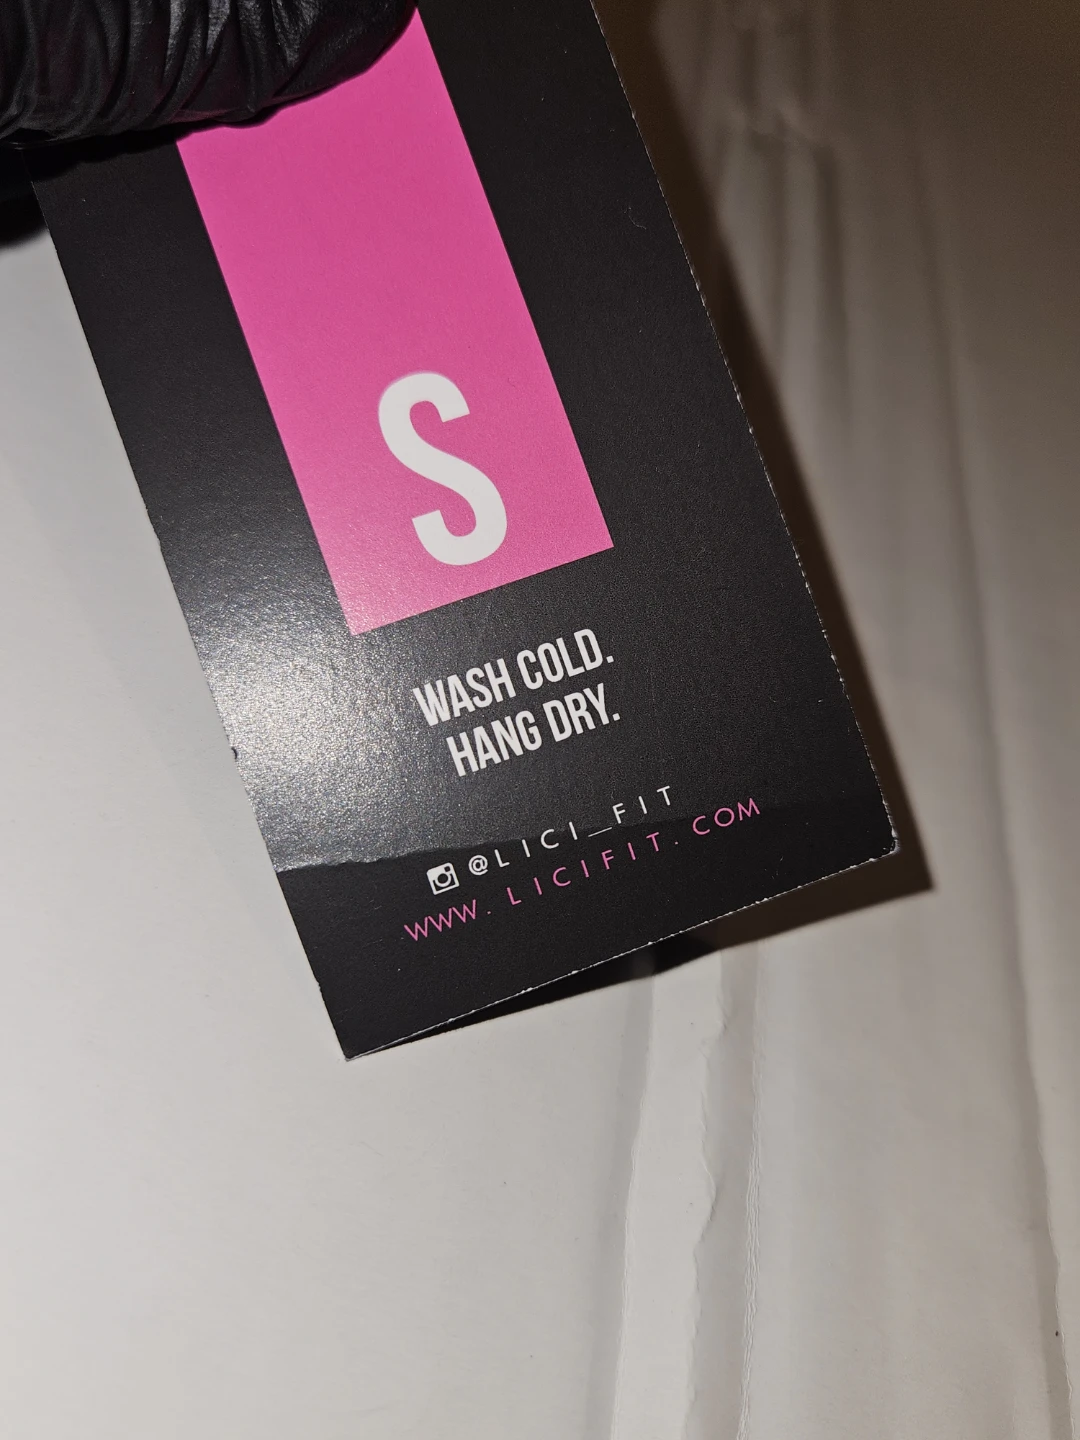 S
WASH COLD.
HANG DRY.
@LICI_FIT
WWW.LICIFIT.COM